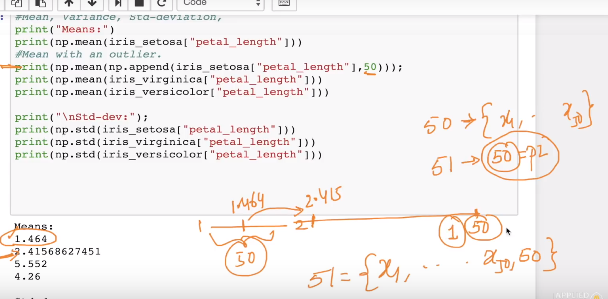 Code
#Mean, Variance, Std-deviation,
print("Means:")
print(np.mean(iris_setosa["petal_length"]))
#Mean with an outlier.
print(np.mean(np.append(iris_setosa["petal_length"],50)));
print(np.mean(iris_virginica["petal_length"]))
print(np.mean(iris_versicolor["petal_length"]))
print("\nStd-dev:");
print(np.std(iris_setosa["petal_length"]))
print(np.std(iris_virginica["petal_length"]))
print(np.std(iris_versicolor["petal_length"]))
50 → {x1, .. x50}
51 → 50 = PL
1.464 2.415
1 2 1 50
50
51 = {x1, ... x50, 50}
Means:
1.464
2.41568627451
5.552
4.26